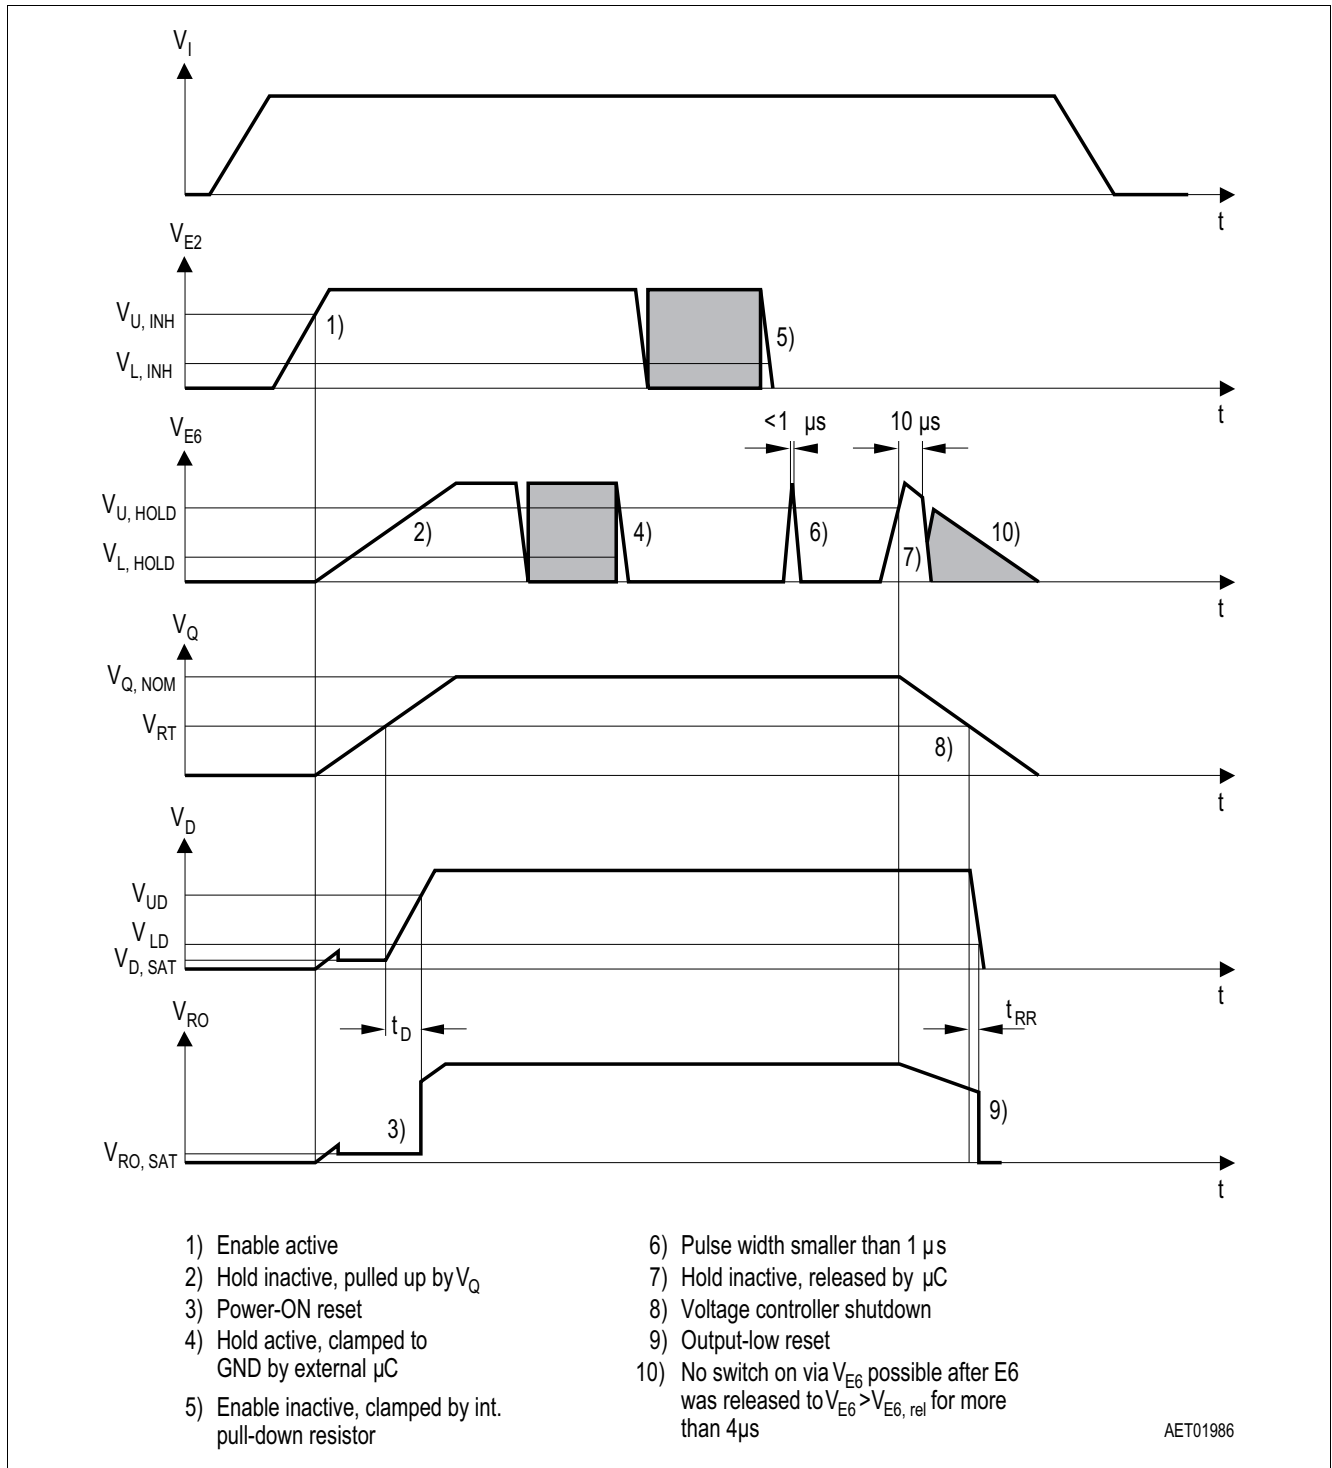 V_I
t
V_E2
V_U, INH
1)
5)
V_L, INH
t
<1 µs
10 µs
V_E6
V_U, HOLD
2)
4)
6)
7)
10)
V_L, HOLD
t
V_Q
V_Q, NOM
V_RT
8)
t
V_D
V_UD
V_LD
V_D, SAT
t
V_RO
t_D
t_RR
3)
9)
V_RO, SAT
t
1) Enable active
2) Hold inactive, pulled up by V_Q
3) Power-ON reset
4) Hold active, clamped to
GND by external µC
5) Enable inactive, clamped by int.
pull-down resistor
6) Pulse width smaller than 1 µs
7) Hold inactive, released by µC
8) Voltage controller shutdown
9) Output-low reset
10) No switch on via V_E6 possible after E6
was released to V_E6 >V_E6, rel for more
than 4µs
AET01986